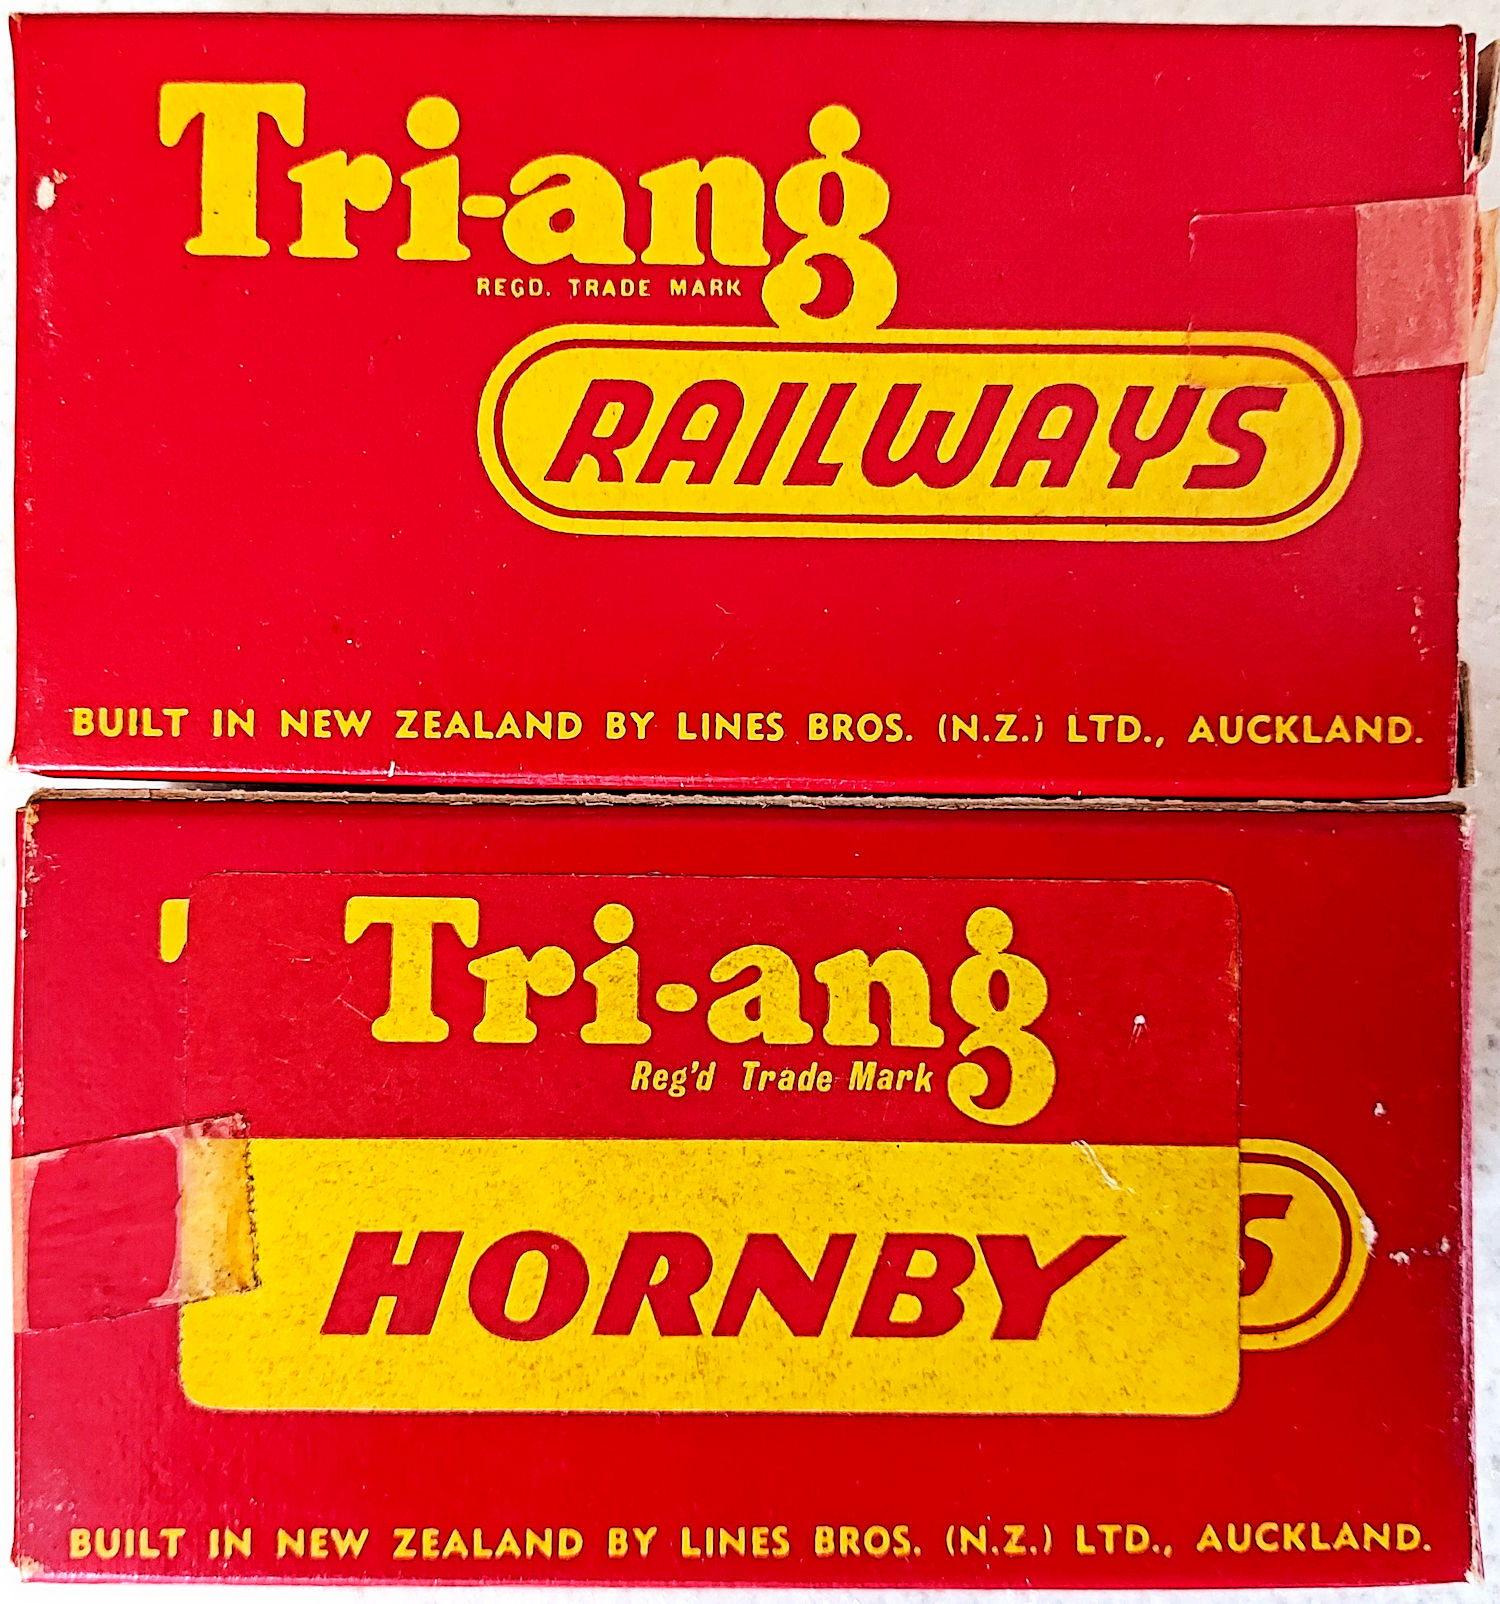 Tri-ang
REGD. TRADE MARK
RAILWAYS
BUILT IN NEW ZEALAND BY LINES BROS. (N.Z.) LTD., AUCKLAND.
Tri-ang
Reg'd Trade Mark
HORNBY
S
BUILT IN NEW ZEALAND BY LINES BROS. (N.Z.) LTD., AUCKLAND.